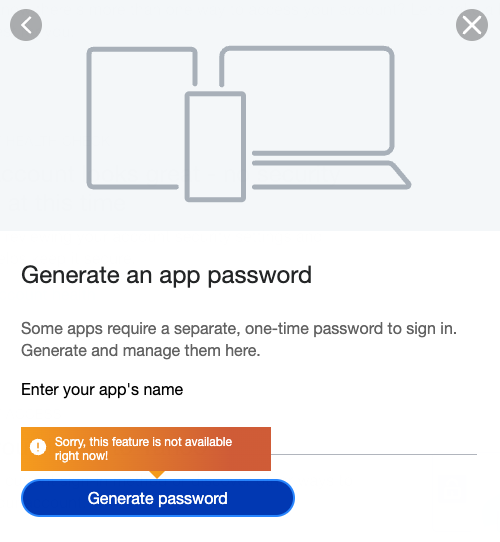 Generate an app password
Some apps require a separate, one-time password to sign in.
Generate and manage them here.
Enter your app's name
Sorry, this feature is not available
right now!
Generate password